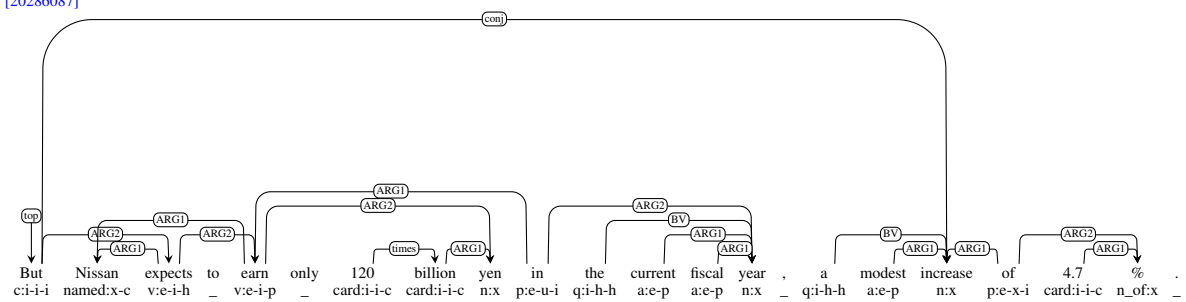 [20286087]
conj
ARG1
top ARG1 ARG2 ARG2 BV
ARG2 ARG2 ARG1 BV ARG2
ARG1 times ARG1 ARG1 ARG1 ARG1 ARG1
But Nissan expects to earn only 120 billion yen in the current fiscal year , a modest increase of 4.7 % .
c:i-i-i named:x-c v:e-i-h _ v:e-i-p _ card:i-i-c card:i-i-c n:x p:e-u-i q:i-h-h a:e-p a:e-p n:x _ q:i-h-h a:e-p n:x p:e-x-i card:i-i-c n_of:x _